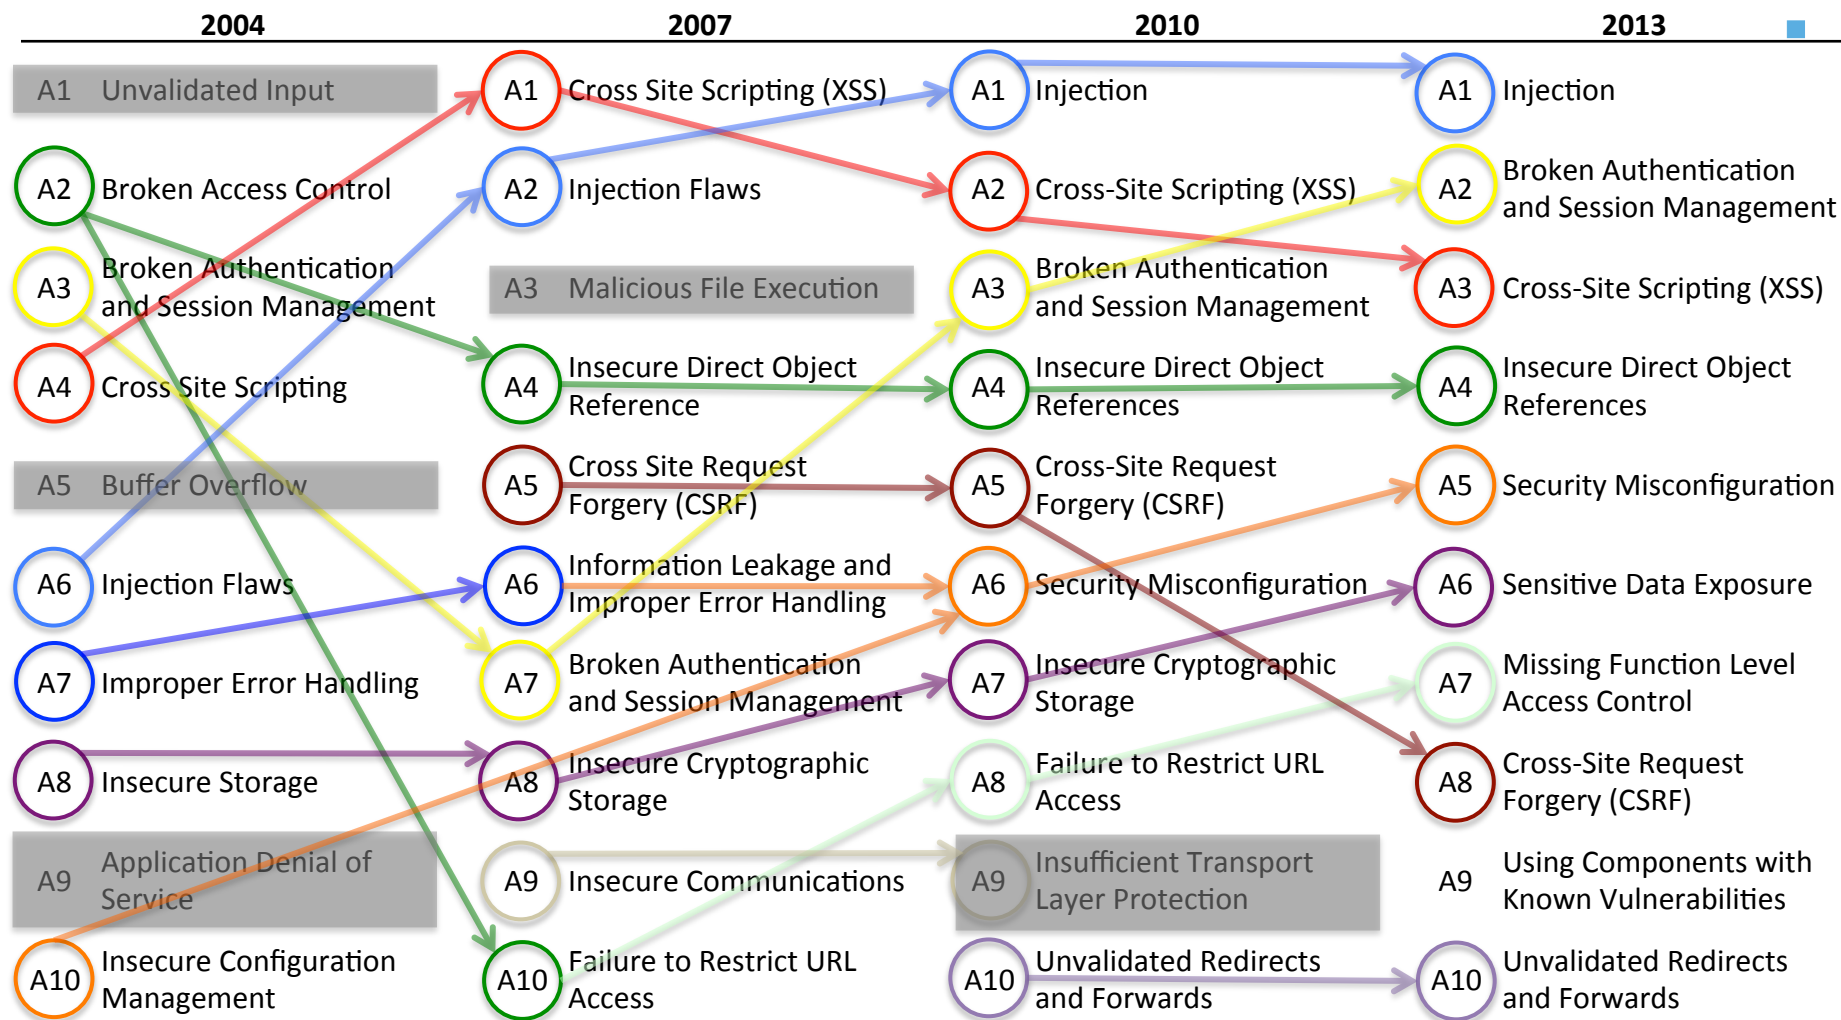 2004
2007
2010
2013
A1 Unvalidated Input
A1 Cross Site Scripting (XSS)
A1 Injection
A1 Injection
A2 Broken Access Control
A2 Injection Flaws
A2 Cross-Site Scripting (XSS)
A2 Broken Authentication
and Session Management
A3 Broken Authentication
and Session Management
A3 Malicious File Execution
A3 Broken Authentication
and Session Management
A3 Cross-Site Scripting (XSS)
A4 Cross Site Scripting
A4 Insecure Direct Object
Reference
A4 Insecure Direct Object
References
A4 Insecure Direct Object
References
A5 Buffer Overflow
A5 Cross Site Request
Forgery (CSRF)
A5 Cross-Site Request
Forgery (CSRF)
A5 Security Misconfiguration
A6 Injection Flaws
A6 Information Leakage and
Improper Error Handling
A6 Security Misconfiguration
A6 Sensitive Data Exposure
A7 Improper Error Handling
A7 Broken Authentication
and Session Management
A7 Insecure Cryptographic
Storage
A7 Missing Function Level
Access Control
A8 Insecure Storage
A8 Insecure Cryptographic
Storage
A8 Failure to Restrict URL
Access
A8 Cross-Site Request
Forgery (CSRF)
A9 Application Denial of
Service
A9 Insecure Communications
A9 Insufficient Transport
Layer Protection
A9 Using Components with
Known Vulnerabilities
A10 Insecure Configuration
Management
A10 Failure to Restrict URL
Access
A10 Unvalidated Redirects
and Forwards
A10 Unvalidated Redirects
and Forwards